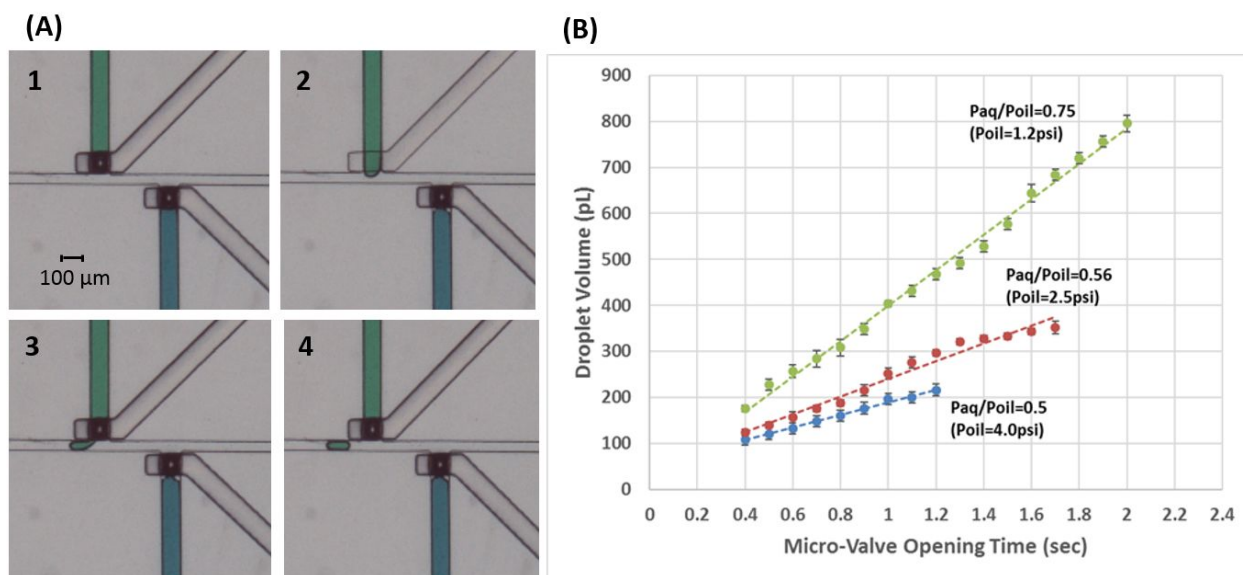 (A)
1
2
100 µm
3
4
(B)
Droplet Volume (pL)
900
800
700
600
500
400
300
200
100
0
Paq/Poil=0.75
(Poil=1.2psi)
Paq/Poil=0.56
(Poil=2.5psi)
Paq/Poil=0.5
(Poil=4.0psi)
0 0.2 0.4 0.6 0.8 1 1.2 1.4 1.6 1.8 2 2.2 2.4
Micro-Valve Opening Time (sec)